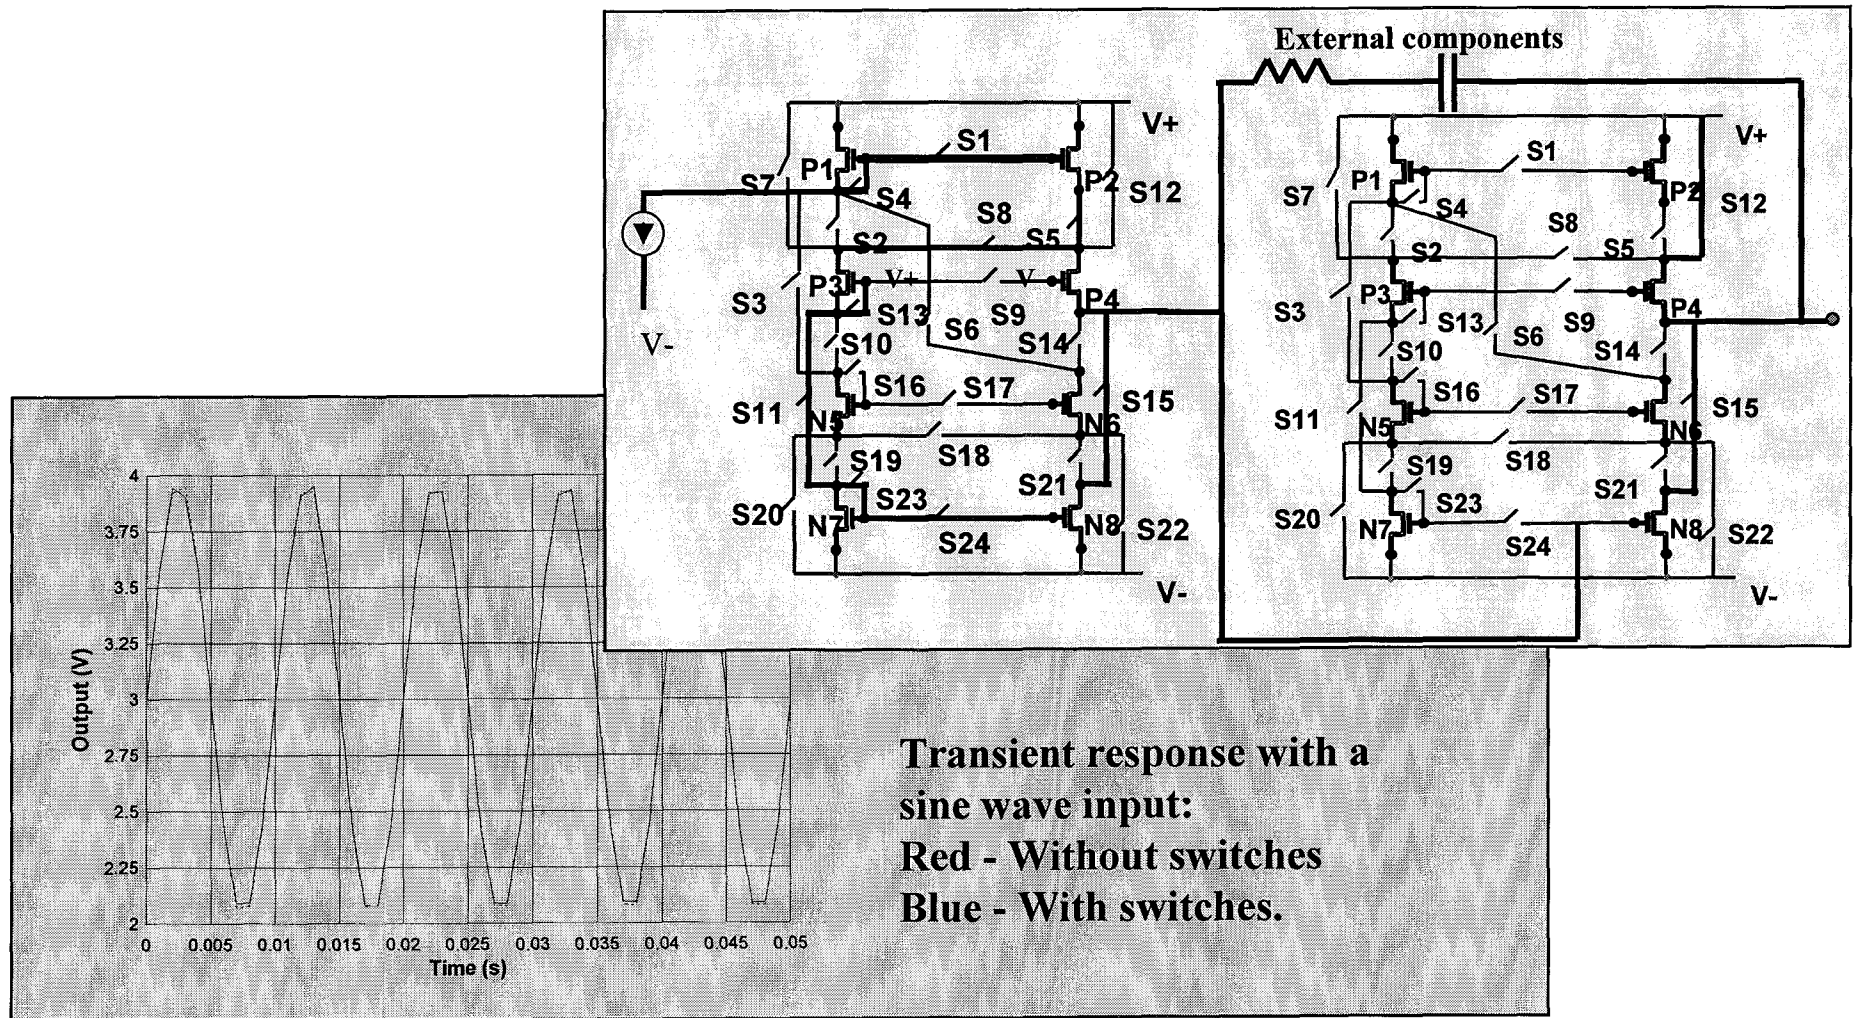 External components
V+
S1
P1
S7
S4
P2
S12
S8
S2
S5
P3
V+
V
S3
S13
S9
P4
S6
V-
S10
S14
S16
S17
S11
S15
N5
N6
S19
S18
S23
S21
S20
N7
N8
S22
S24
V-
V+
S1
P1
P2
S7
S4
S12
S8
S2
S5
P3
P4
S3
S13
S9
S6
S10
S14
S16
S17
S11
S15
N5
N6
S19
S18
S21
S20
S23
N7
N8
S24
S22
V-
4
3.75
3.5
3.25
3
2.75
2.5
2.25
2
Output (V)
0 0.005 0.01 0.015 0.02 0.025 0.03 0.035 0.04 0.045 0.05
Time (s)
Transient response with a
sine wave input:
Red - Without switches
Blue - With switches.